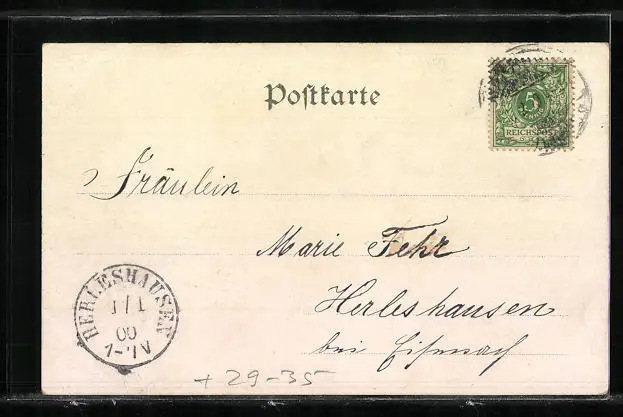 Postkarte
5
REICHSPOST
Fräulein
Marie Fehr
Herleshausen
bei Eisenach
HERLESHAUSEN
1/1
00
+ 29-35